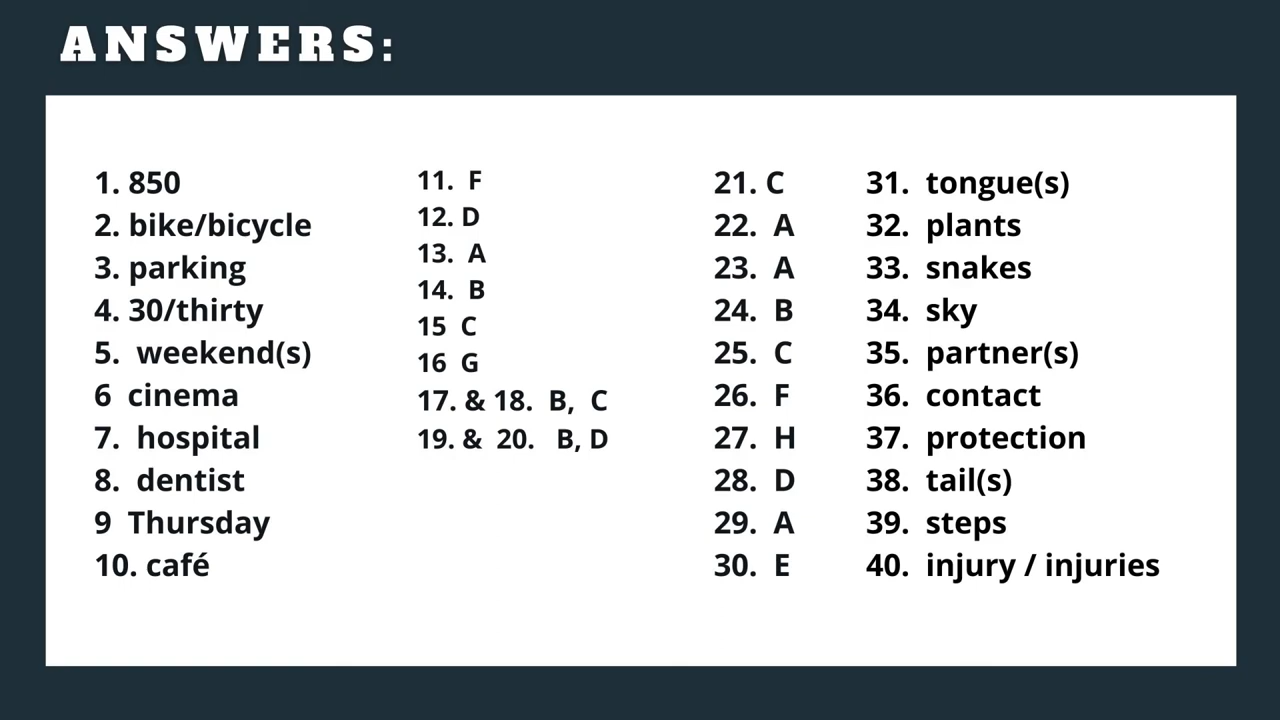 ANSWERS:
1. 850
2. bike/bicycle
3. parking
4. 30/thirty
5. weekend(s)
6 cinema
7. hospital
8. dentist
9 Thursday
10. café
11. F
12. D
13. A
14. B
15 C
16 G
17. & 18. B, C
19. & 20. B, D
21. C
22. A
23. A
24. B
25. C
26. F
27. H
28. D
29. A
30. E
31. tongue(s)
32. plants
33. snakes
34. sky
35. partner(s)
36. contact
37. protection
38. tail(s)
39. steps
40. injury / injuries